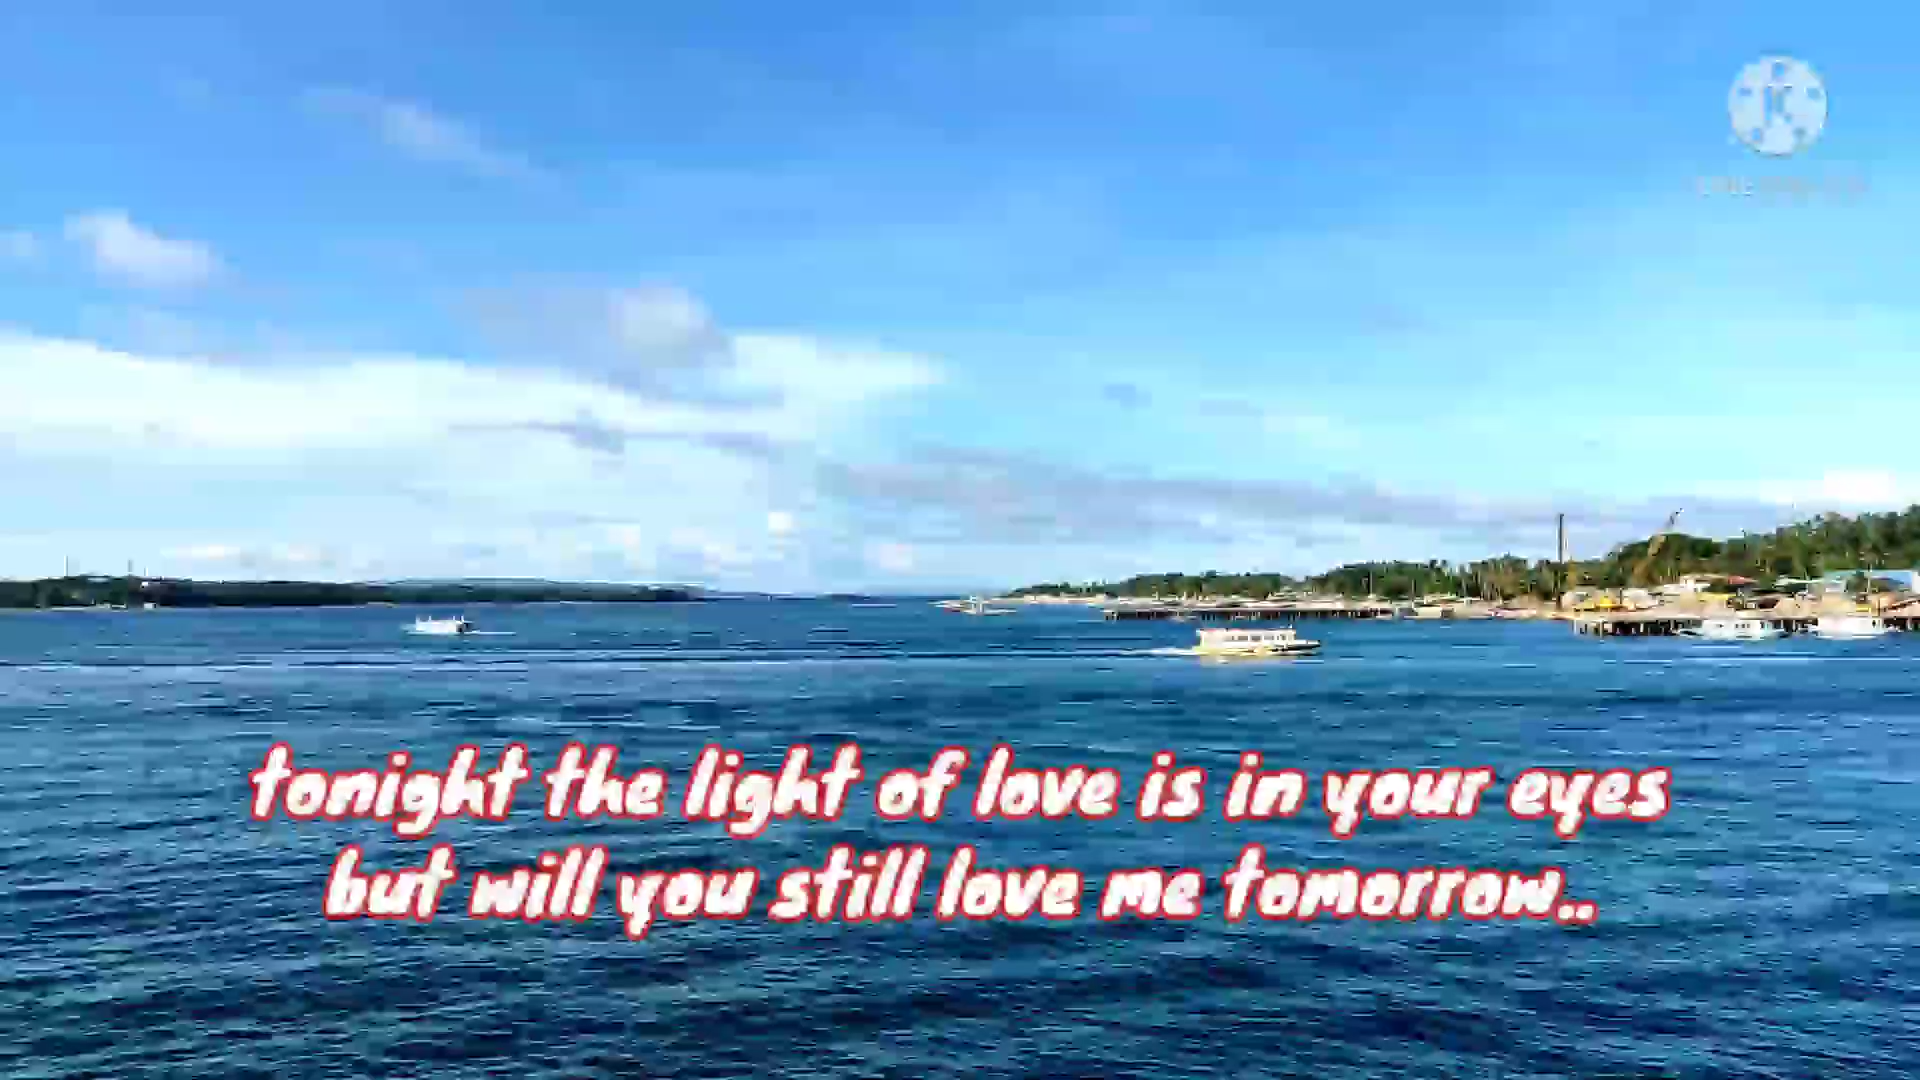 tonight the light of love is in your eyes
but will you still love me tomorrow..